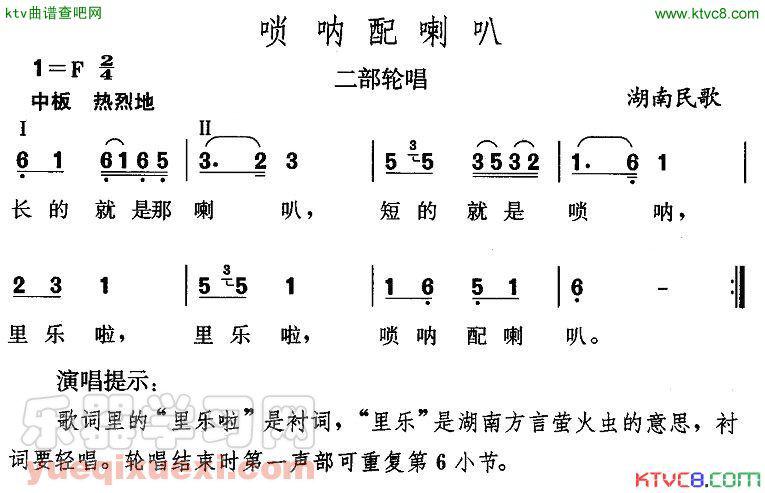 ktv曲谱查吧网
www.ktvc8.com
唢呐配喇叭
1=F 2/4
二部轮唱
中板 热烈地
湖南民歌
I II
6 1 6165 | 3. 2 3 | 5 3 5 5 3532 | 1. 6 1 |
长的就是那喇叭，短的就是唢呐，
2 3 1 | 5 3 5 5 1 | 1 6 5 1 | 6 - :|
里乐啦，里乐啦，唢呐配喇叭。
演唱提示：
歌词里的“里乐啦”是衬词，“里乐”是湖南方言萤火虫的意思，衬
词要轻唱。轮唱结束时第一声部可重复第 6 小节。
乐器学习网
yueqixuexi.com
KTVC8.com